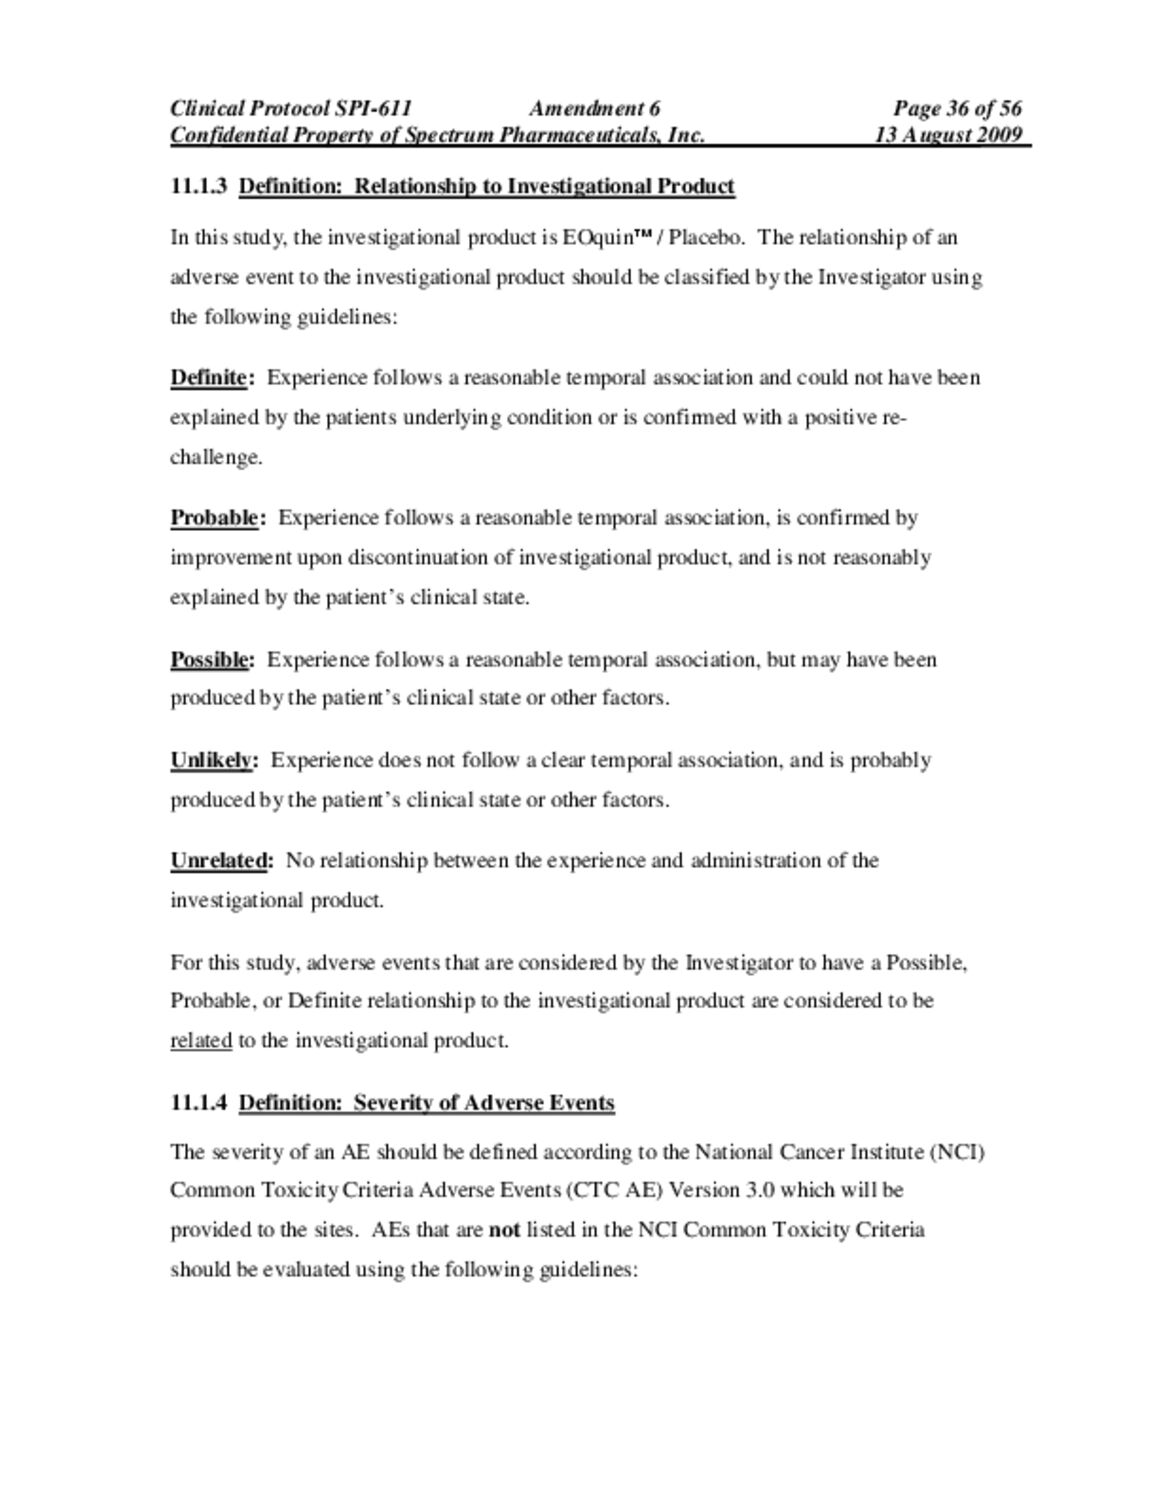 Clinical Protocol SPI-611 Amendment 6 Page 36 of 56
Confidential Property of Spectrum Pharmaceuticals, Inc. 13 August 2009
11.1.3 Definition: Relationship to Investigational Product
In this study, the investigational product is EOquin™ / Placebo. The relationship of an
adverse event to the investigational product should be classified by the Investigator using
the following guidelines:
Definite: Experience follows a reasonable temporal association and could not have been
explained by the patients underlying condition or is confirmed with a positive re-
challenge.
Probable: Experience follows a reasonable temporal association, is confirmed by
improvement upon discontinuation of investigational product, and is not reasonably
explained by the patient’s clinical state.
Possible: Experience follows a reasonable temporal association, but may have been
produced by the patient’s clinical state or other factors.
Unlikely: Experience does not follow a clear temporal association, and is probably
produced by the patient’s clinical state or other factors.
Unrelated: No relationship between the experience and administration of the
investigational product.
For this study, adverse events that are considered by the Investigator to have a Possible,
Probable, or Definite relationship to the investigational product are considered to be
related to the investigational product.
11.1.4 Definition: Severity of Adverse Events
The severity of an AE should be defined according to the National Cancer Institute (NCI)
Common Toxicity Criteria Adverse Events (CTC AE) Version 3.0 which will be
provided to the sites. AEs that are not listed in the NCI Common Toxicity Criteria
should be evaluated using the following guidelines: